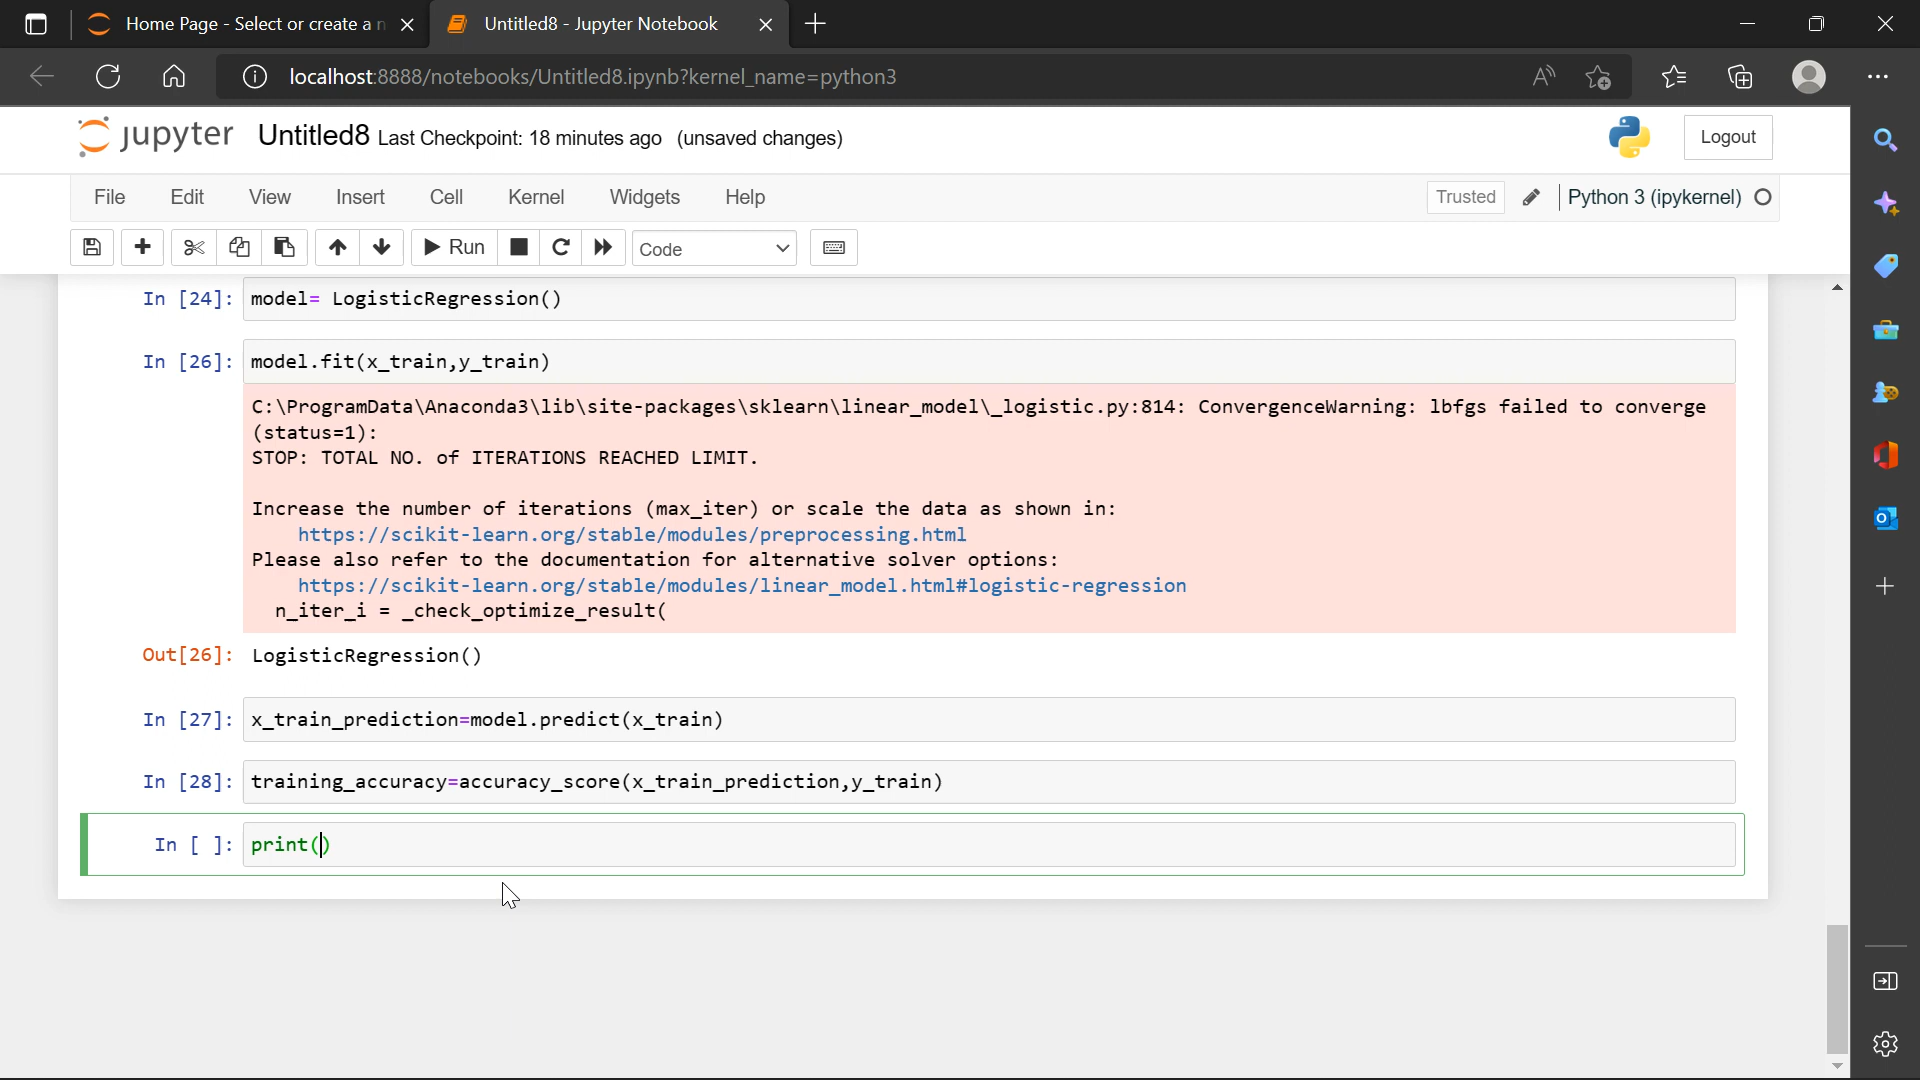 Home Page - Select or create a n
Untitled8 - Jupyter Notebook
localhost:8888/notebooks/Untitled8.ipynb?kernel_name=python3
jupyter Untitled8 Last Checkpoint: 18 minutes ago (unsaved changes)
Logout
File Edit View Insert Cell Kernel Widgets Help
Trusted Python 3 (ipykernel)
Run Code
In [24]: model= LogisticRegression()
In [26]: model.fit(x_train,y_train)
C:\ProgramData\Anaconda3\lib\site-packages\sklearn\linear_model\_logistic.py:814: ConvergenceWarning: lbfgs failed to converge
(status=1):
STOP: TOTAL NO. of ITERATIONS REACHED LIMIT.
Increase the number of iterations (max_iter) or scale the data as shown in:
https://scikit-learn.org/stable/modules/preprocessing.html
Please also refer to the documentation for alternative solver options:
https://scikit-learn.org/stable/modules/linear_model.html#logistic-regression
n_iter_i = _check_optimize_result(
Out[26]: LogisticRegression()
In [27]: x_train_prediction=model.predict(x_train)
In [28]: training_accuracy=accuracy_score(x_train_prediction,y_train)
In [ ]: print()